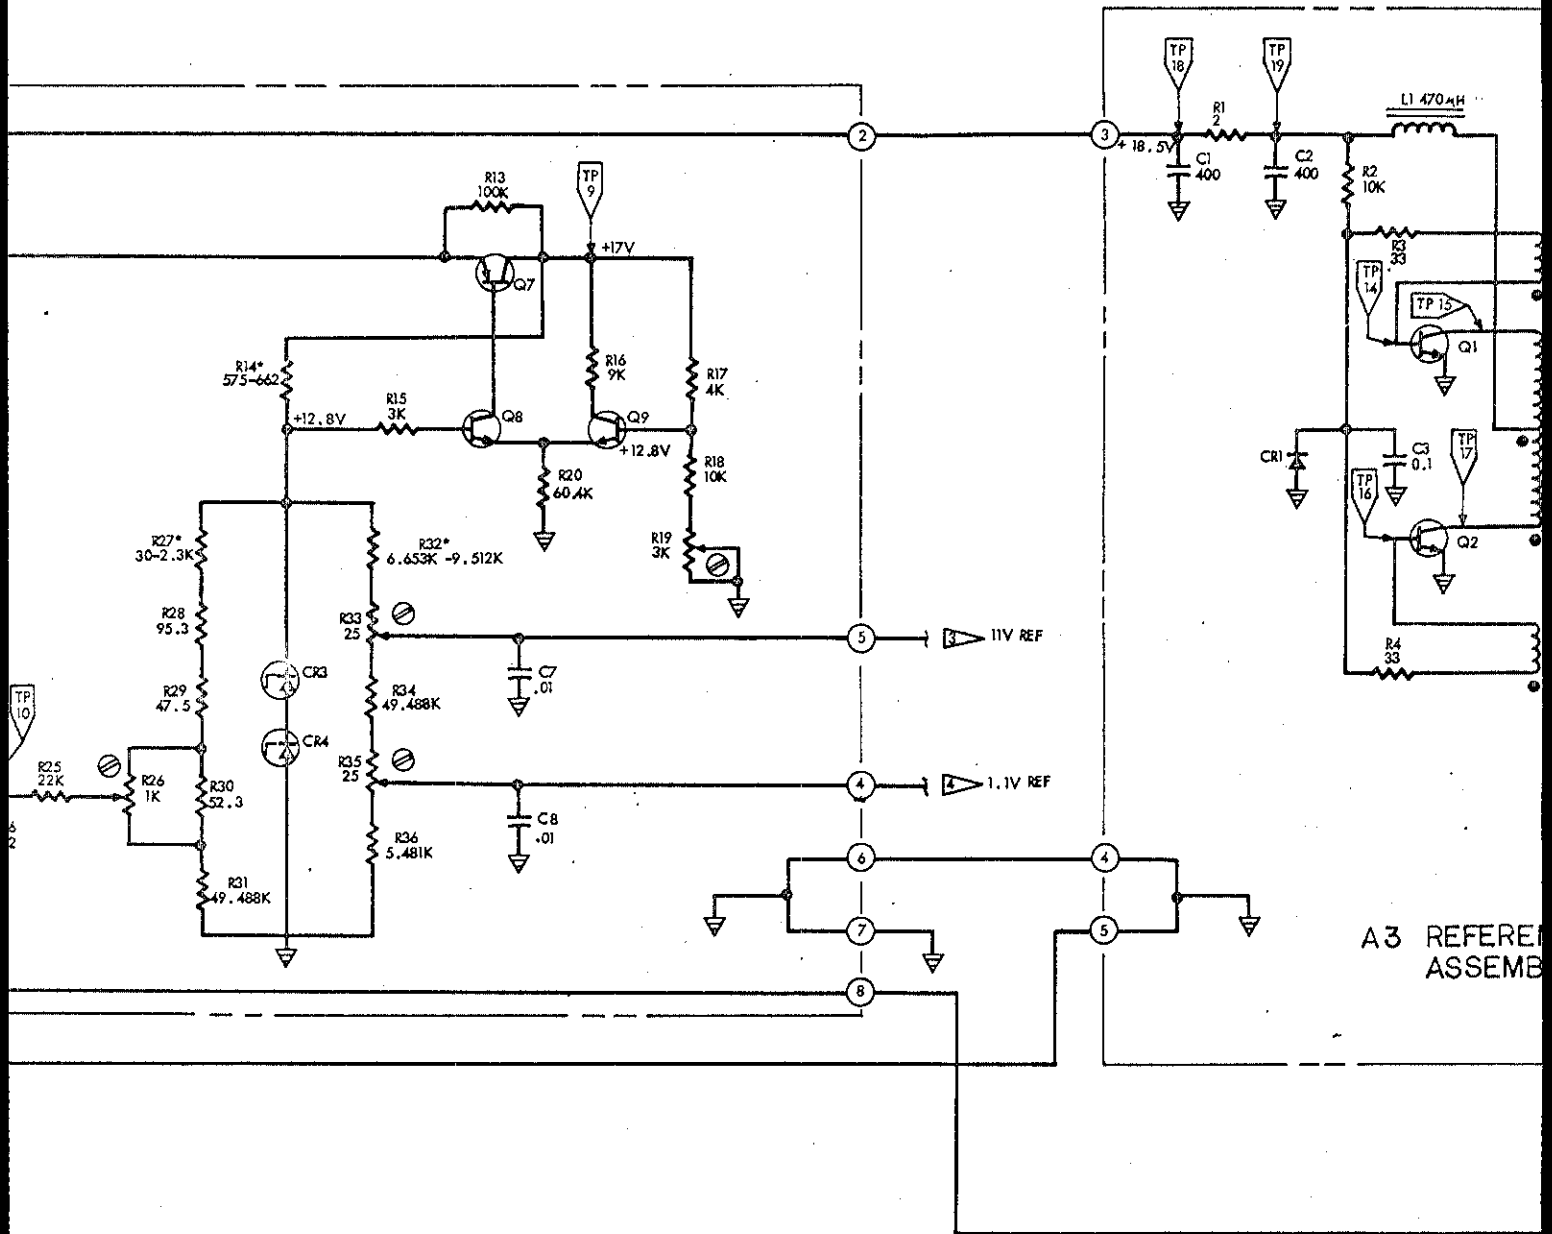 TP
18
TP
19
L1 470μH
R1
2
2
3
+18.5V
C1
400
C2
400
R2
10K
R13
100K
TP
9
+17V
Q7
R3
33
TP
14
TP 15
Q1
R14*
575-662
R16
9K
R17
4K
R15
3K
+12.8V
Q8
Q9
+12.8V
R18
10K
R20
60.4K
CR1
C3
0.1
TP
17
TP
16
Q2
R27*
30-2.3K
R32*
6.653K -9.512K
R19
3K
R28
95.3
R33
25
5
3
11V REF
R4
33
CR3
C7
.01
R29
47.5
R34
49.488K
TP
10
CR4
R35
25
R25
22K
R26
1K
R30
52.3
4
4
1.1V REF
C8
.01
6
2
R36
5.481K
6
4
R31
49.488K
7
5
A3 REFERE
ASSEMB
8